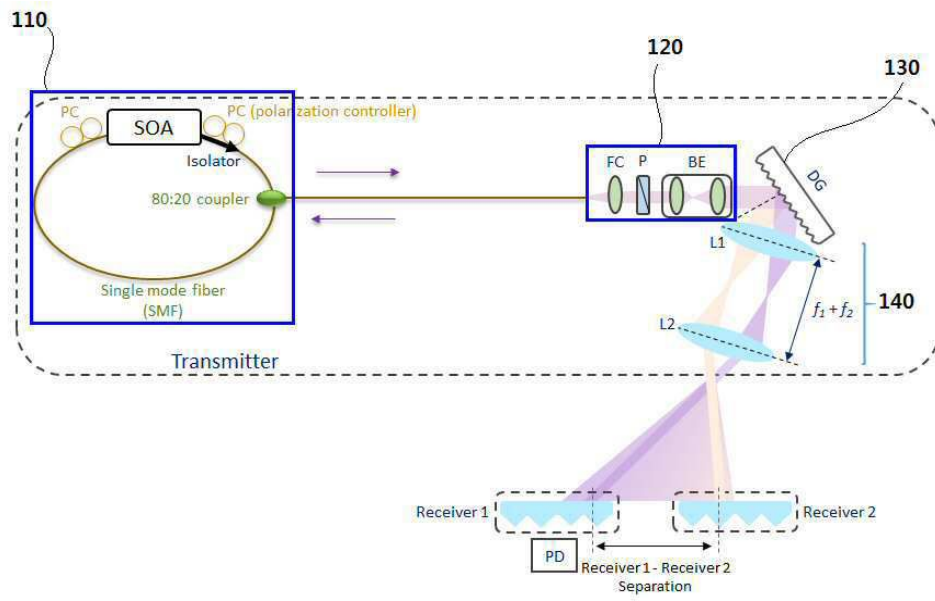 110
120
130
PC
PC (polarization controller)
SOA
Isolator
FC
P
BE
DG
80:20 coupler
L1
Single mode fiber
(SMF)
f₁ + f₂
140
L2
Transmitter
Receiver 1
Receiver 2
PD
Receiver 1 - Receiver 2
Separation